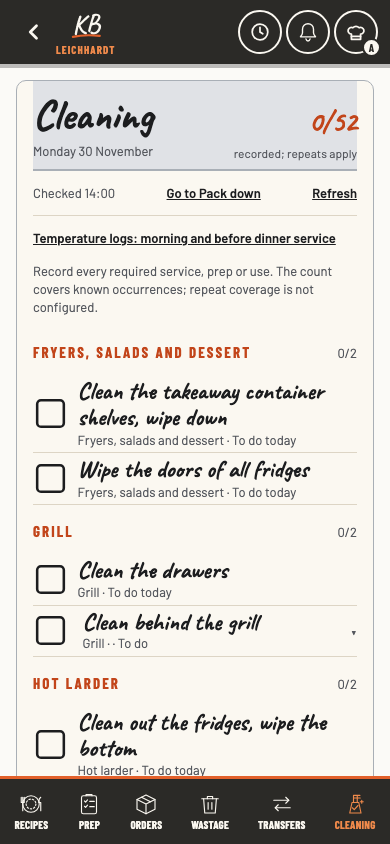 KB
LEICHHARDT
A
Cleaning
0/52
Monday 30 November
recorded; repeats apply
Checked 14:00
Go to Pack down
Refresh
Temperature logs: morning and before dinner service
Record every required service, prep or use. The count
covers known occurrences; repeat coverage is not
configured.
FRYERS, SALADS AND DESSERT
0/2
Clean the takeaway container
shelves, wipe down
Fryers, salads and dessert · To do today
Wipe the doors of all fridges
Fryers, salads and dessert · To do today
GRILL
0/2
Clean the drawers
Grill · To do today
Clean behind the grill
Grill · · To do
HOT LARDER
0/2
Clean out the fridges, wipe the
bottom
Hot larder · To do today
RECIPES
PREP
ORDERS
WASTAGE
TRANSFERS
CLEANING